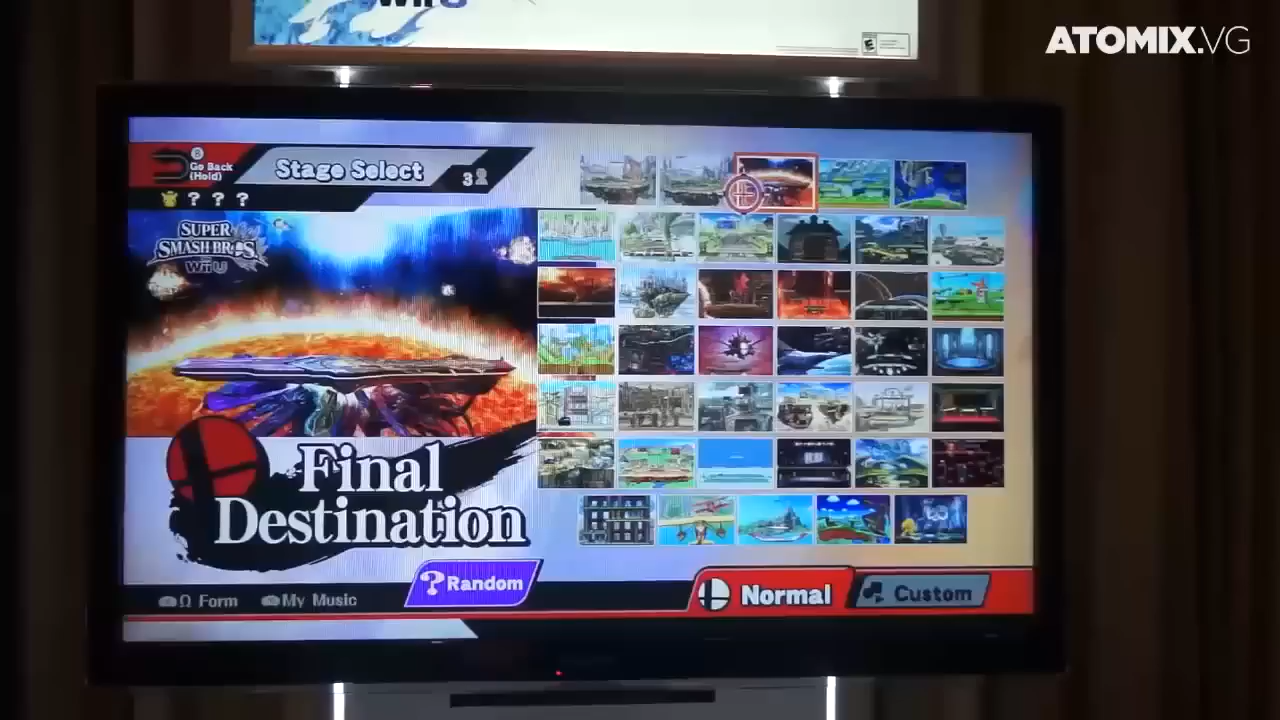 Wii U
E
ATOMIX.VG
B
Go Back
(Hold)
Stage Select
3
? ? ?
SUPER
SMASH BROS.
Wii U
Final
Destination
? Random
Ω Form
My Music
Normal
Custom